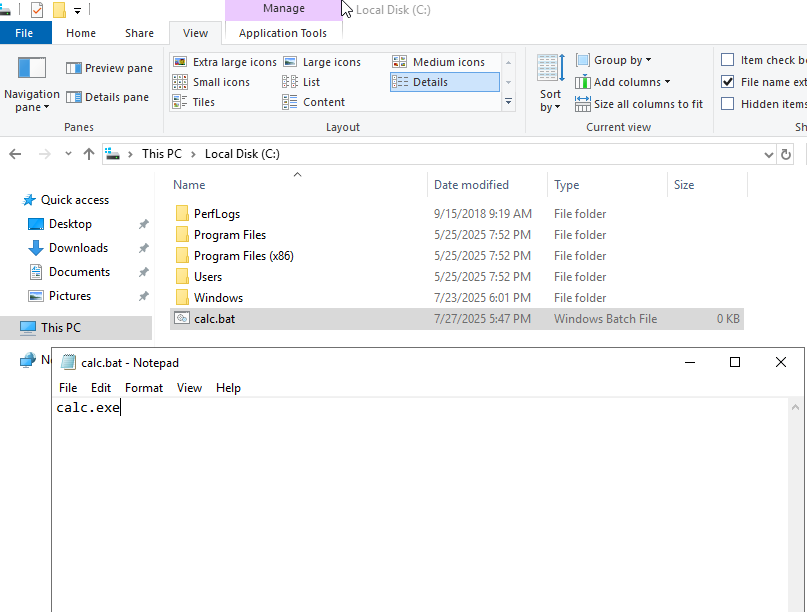 Manage
Local Disk (C:)
File
Home
Share
View
Application Tools
Navigation pane
Preview pane
Details pane
Panes
Extra large icons
Large icons
Medium icons
Small icons
List
Details
Tiles
Content
Layout
Sort by
Group by
Add columns
Size all columns to fit
Current view
Item check
File name
Hidden items
This PC > Local Disk (C:)
Name Date modified Type Size
Quick access
Desktop
Downloads
Documents
Pictures
This PC
PerfLogs 9/15/2018 9:19 AM File folder
Program Files 5/25/2025 7:52 PM File folder
Program Files (x86) 5/25/2025 7:52 PM File folder
Users 5/25/2025 7:52 PM File folder
Windows 7/23/2025 6:01 PM File folder
calc.bat 7/27/2025 5:47 PM Windows Batch File 0 KB
calc.bat - Notepad
File Edit Format View Help
calc.exe